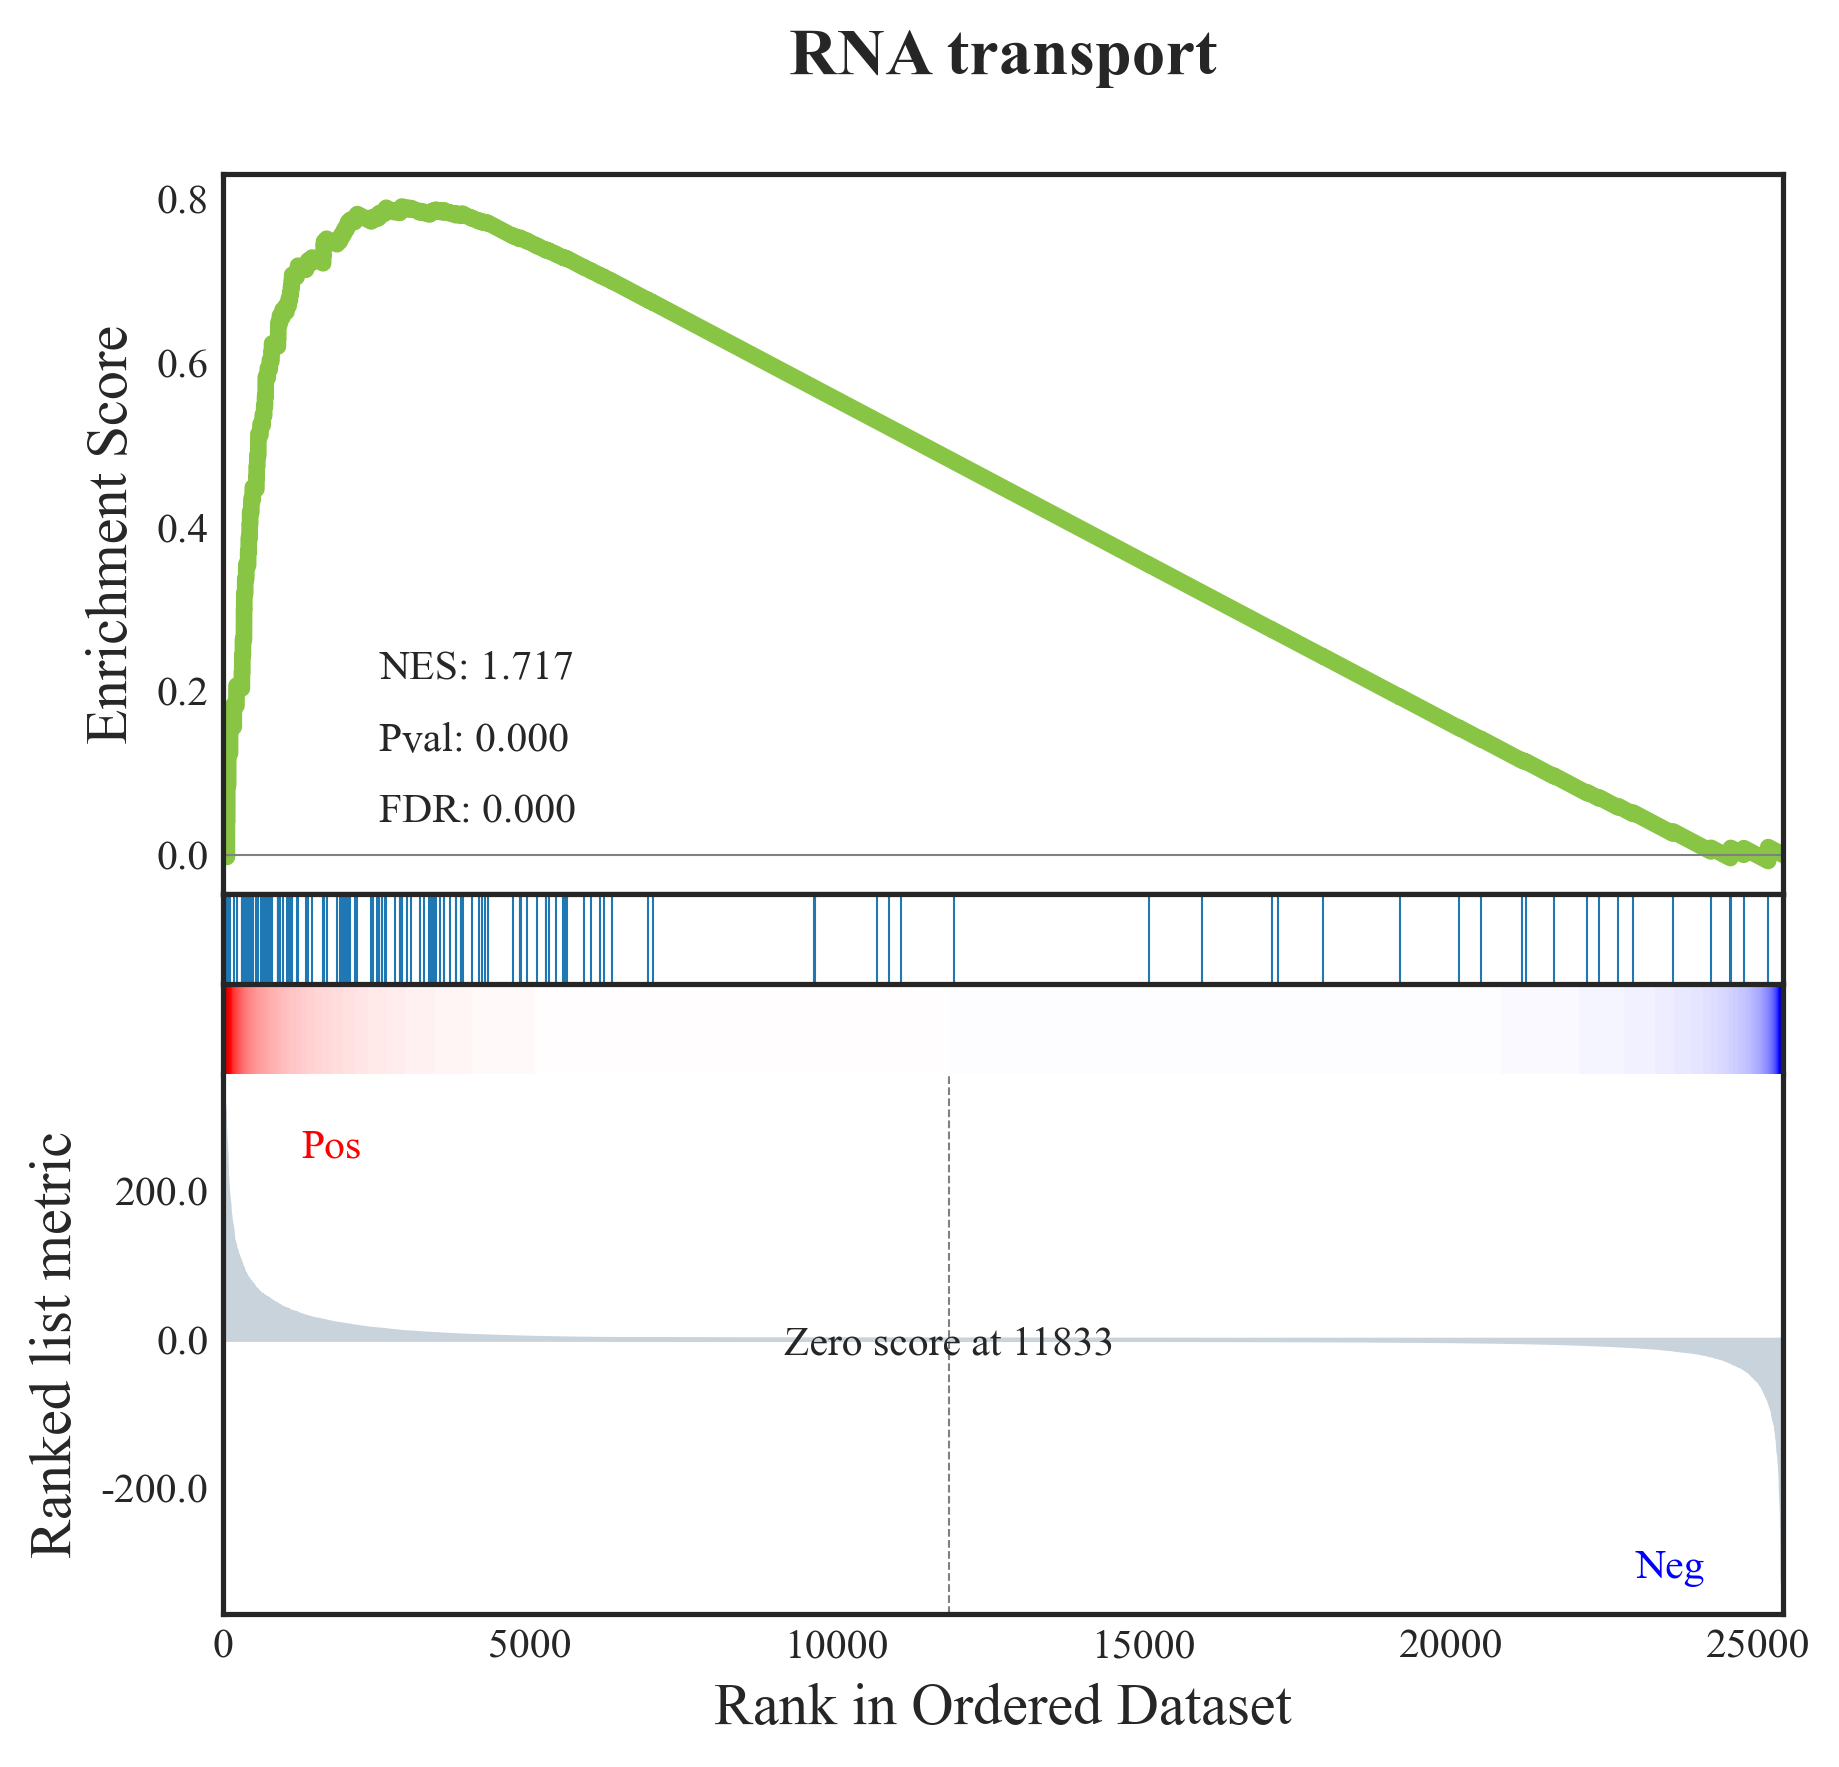 RNA transport
Enrichment Score
0.8
0.6
0.4
0.2
0.0
NES: 1.717
Pval: 0.000
FDR: 0.000
Ranked list metric
Pos
200.0
0.0
-200.0
Zero score at 11833
Neg
0 5000 10000 15000 20000 25000
Rank in Ordered Dataset